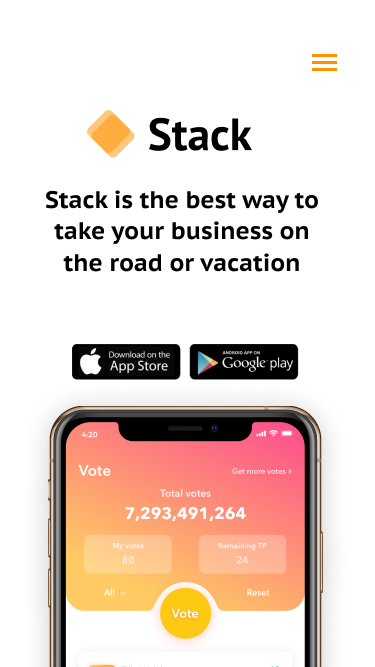 Stack
Stack is the best way to
take your business on
the road or vacation
Download on the
App Store
ANDROID APP ON
Google play
4:20
Vote
Get more votes ›
Total votes
7,293,491,264
My votes
80
Remaining TP
24
All
Vote
Reset